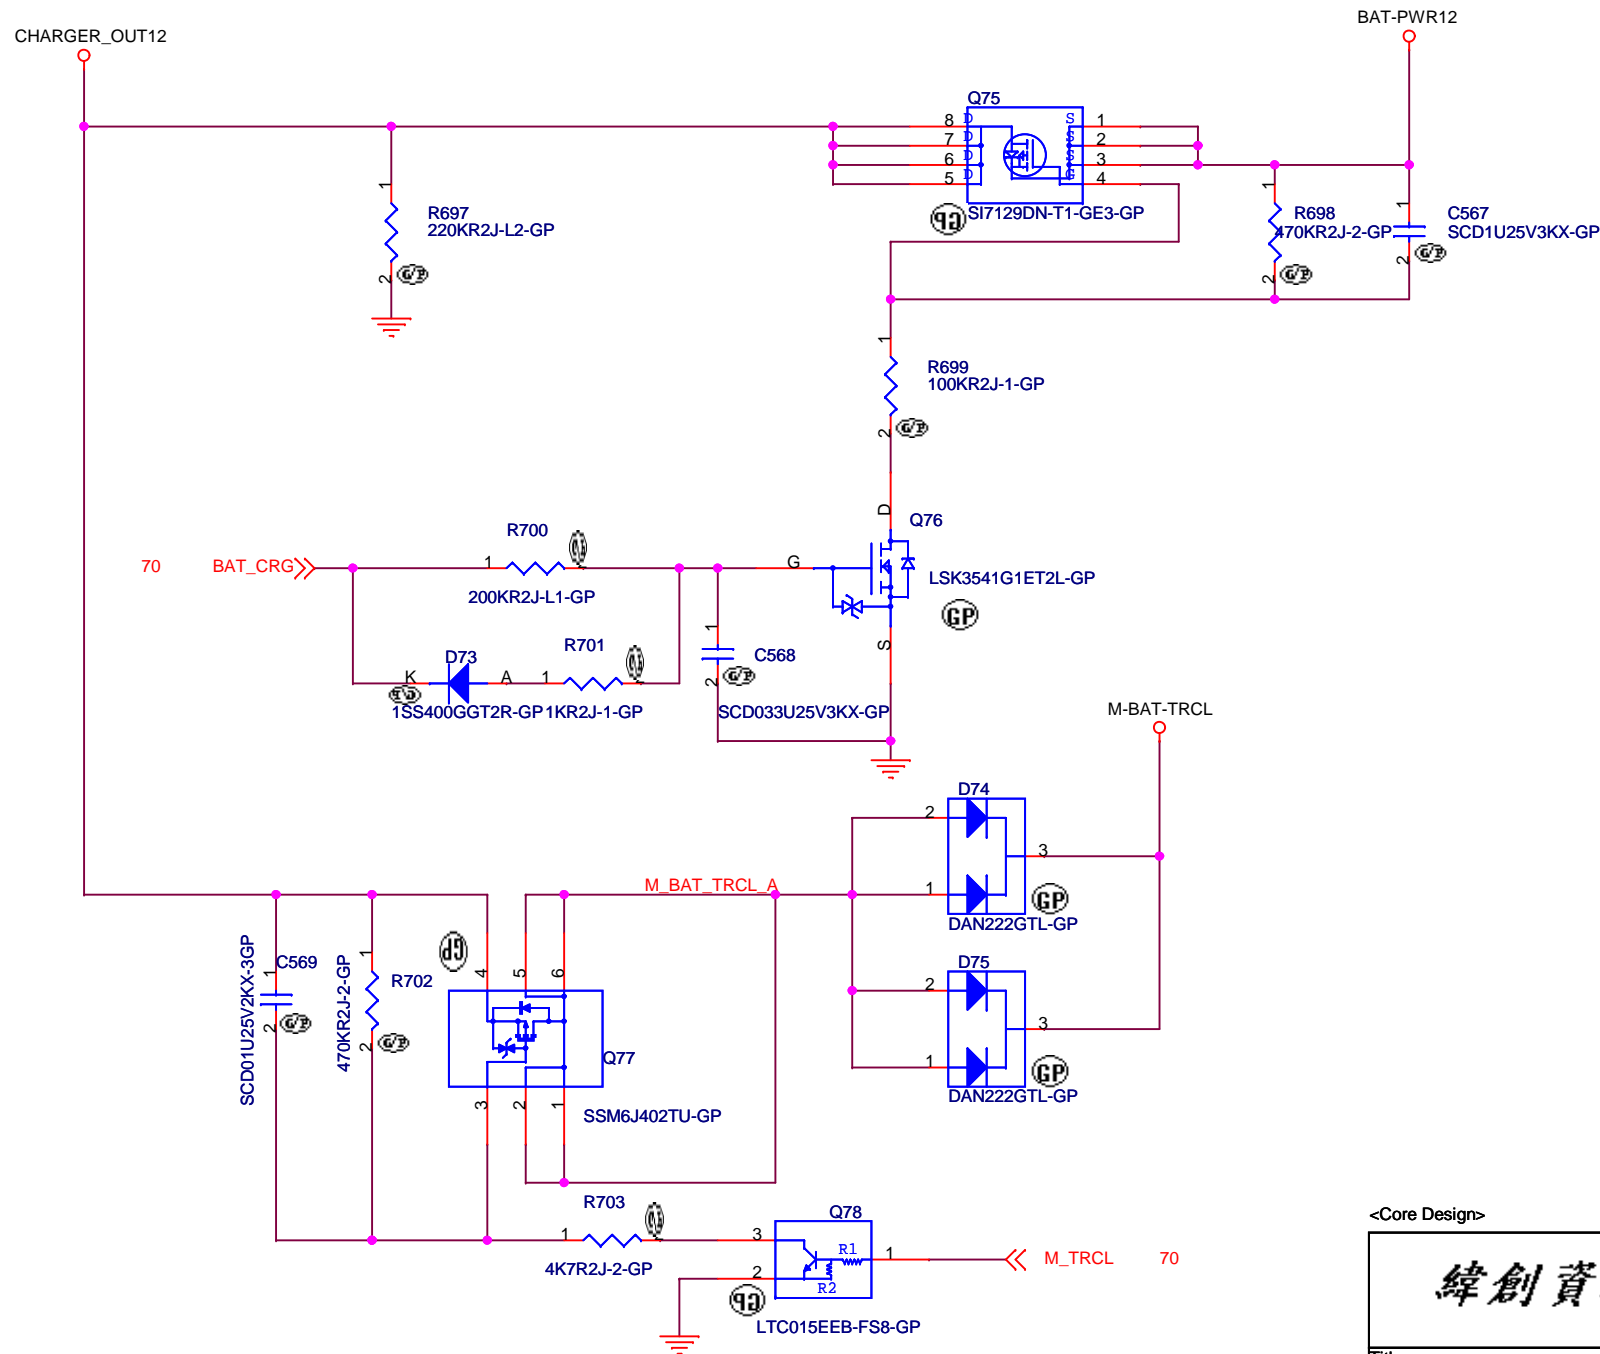 BAT-PWR12
CHARGER_OUT12
Q75
8 D S 1
7 D S 2
6 D S 3
5 D G 4
SI7129DN-T1-GE3-GP
GP
1
R697
220KR2J-L2-GP
2 G/P
1
R698
470KR2J-2-GP
2 G/P
1
C567
SCD1U25V3KX-GP
2 G/P
1
R699
100KR2J-1-GP
2 G/P
D
Q76
R700
70 BAT_CRG 1 2 G
200KR2J-L1-GP
LSK3541G1ET2L-GP
GP
S
R701
D73
K A 1 2
1SS400GGT2R-GP 1KR2J-1-GP
1
C568
2 G/P
SCD033U25V3KX-GP
M-BAT-TRCL
D74
2
3
1
GP
DAN222GTL-GP
M_BAT_TRCL_A
D75
2
3
1
GP
DAN222GTL-GP
GP
4 5 6
1
C569
SCD01U25V2KX-3GP
2 G/P
1
R702
470KR2J-2-GP
2 G/P
Q77
3 2 1
SSM6J402TU-GP
R703
1 2
4K7R2J-2-GP
Q78
3
R1
1
2
R2
GP
LTC015EEB-FS8-GP
M_TRCL 70
<Core Design>
緯創資